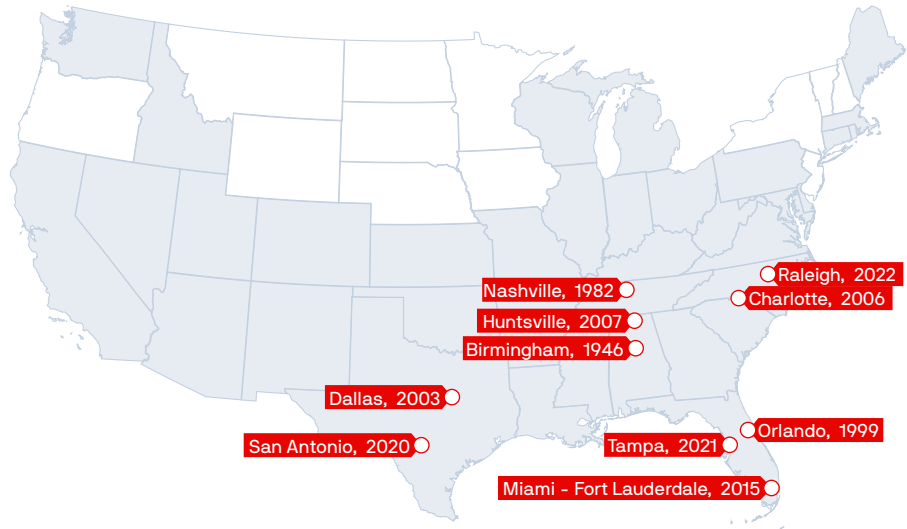 Raleigh, 2022
Nashville, 1982
Charlotte, 2006
Huntsville, 2007
Birmingham, 1946
Dallas, 2003
Orlando, 1999
San Antonio, 2020
Tampa, 2021
Miami - Fort Lauderdale, 2015